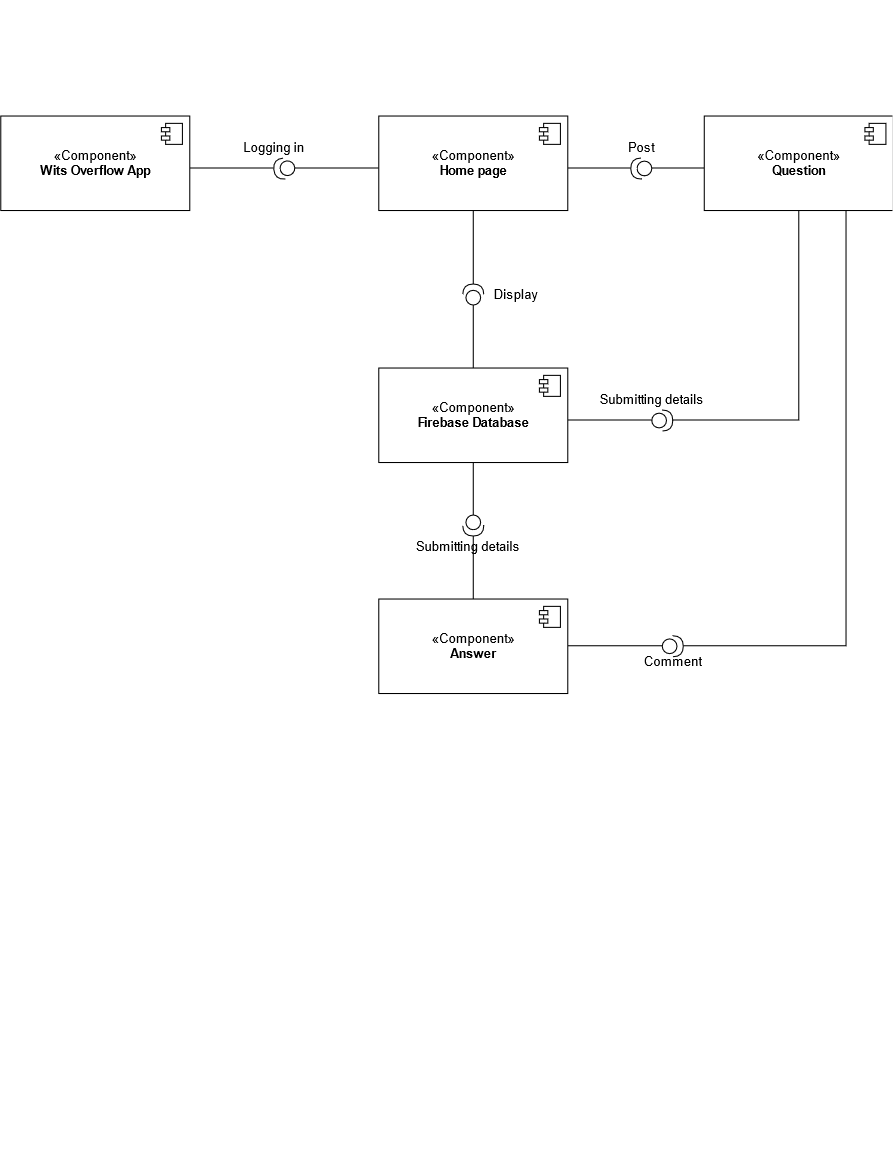 «Component»
Wits Overflow App
Logging in
«Component»
Home page
Post
«Component»
Question
Display
«Component»
Firebase Database
Submitting details
Submitting details
«Component»
Answer
Comment